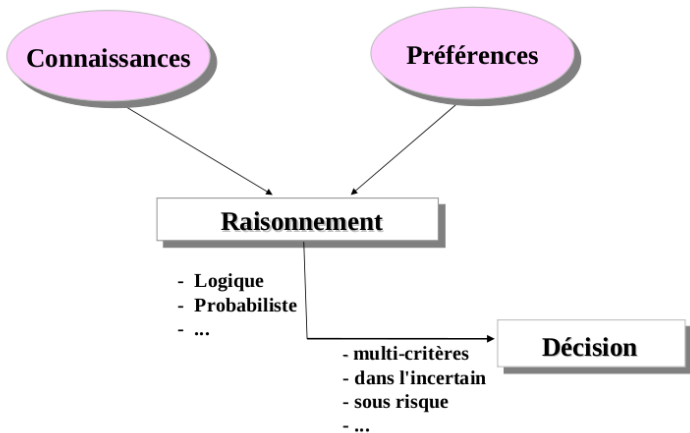 Connaissances
Préférences
Raisonnement
- Logique
- Probabiliste
- ...
Décision
- multi-critères
- dans l'incertain
- sous risque
- ...